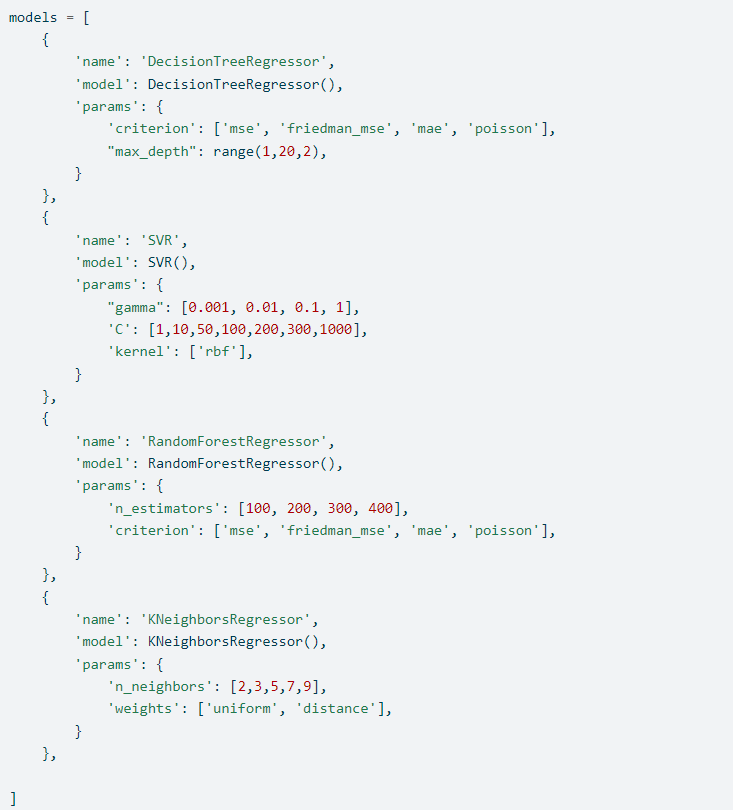 models = [
    {
        'name': 'DecisionTreeRegressor',
        'model': DecisionTreeRegressor(),
        'params': {
            'criterion': ['mse', 'friedman_mse', 'mae', 'poisson'],
            "max_depth": range(1,20,2),
        }
    },
    {
        'name': 'SVR',
        'model': SVR(),
        'params': {
            "gamma": [0.001, 0.01, 0.1, 1],
            'C': [1,10,50,100,200,300,1000],
            'kernel': ['rbf'],
        }
    },
    {
        'name': 'RandomForestRegressor',
        'model': RandomForestRegressor(),
        'params': {
            'n_estimators': [100, 200, 300, 400],
            'criterion': ['mse', 'friedman_mse', 'mae', 'poisson'],
        }
    },
    {
        'name': 'KNeighborsRegressor',
        'model': KNeighborsRegressor(),
        'params': {
            'n_neighbors': [2,3,5,7,9],
            'weights': ['uniform', 'distance'],
        }
    },
]